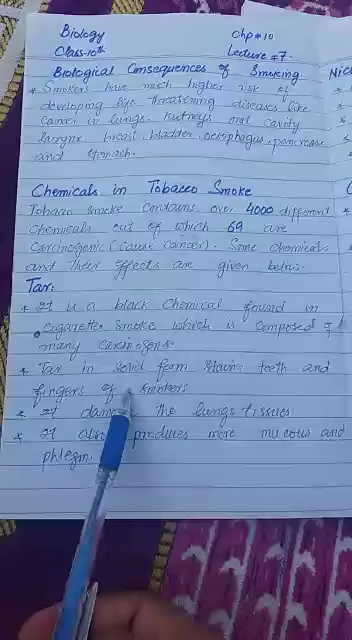 Biology
Chp # 10
Class-10th
Lecture # 7.
Biological Consequences of Smoking
* Smokers have much higher risk of
developing life threatening diseases like
Cancer in lungs. Kidneys oral cavity
larynx, breast, bladder, oesophagus, pancreas
and stomach.
Chemicals in Tobacco Smoke
Tobacco smoke contains over 4000 different
Chemicals out of which 69 are
Carcinogenic (cause cancer). Some chemicals
and their effects are given below.
Tar:
* It is a black chemical found in
cigarette smoke which is composed of
many carcinogens
* Tar in solid form stains teeth and
fingers of smokers
* It the lungs tissues
* It also produces more mucous and
phlegm.
Nic